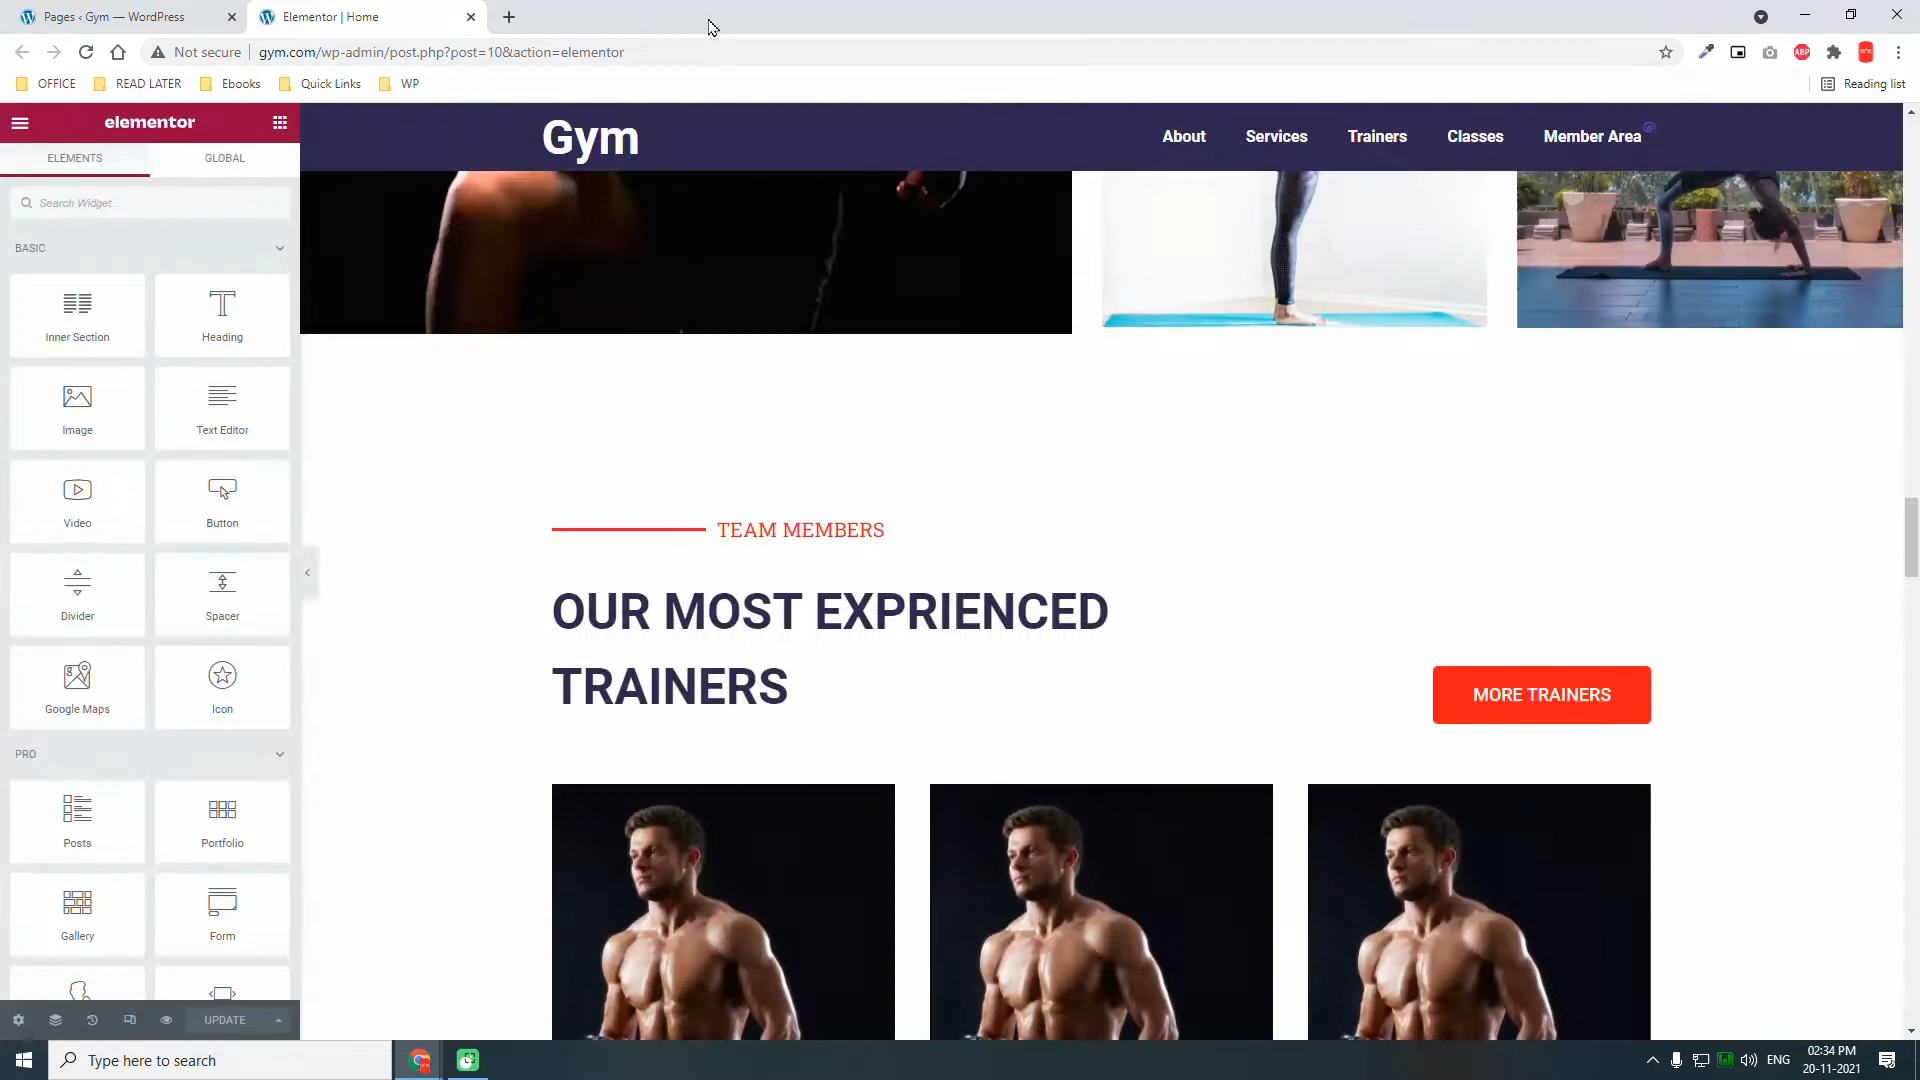 Pages ‹ Gym — WordPress
Elementor | Home
Not secure
gym.com/wp-admin/post.php?post=10&action=elementor
ABP
OFFICE
READ LATER
Ebooks
Quick Links
WP
Reading list
elementor
ELEMENTS
GLOBAL
Search Widget...
BASIC
Inner Section
Heading
Image
Text Editor
Video
Button
Divider
Spacer
Google Maps
Icon
PRO
Posts
Portfolio
Gallery
Form
UPDATE
Gym
About
Services
Trainers
Classes
Member Area
TEAM MEMBERS
OUR MOST EXPRIENCED
TRAINERS
MORE TRAINERS
Type here to search
ENG
02:34 PM
20-11-2021